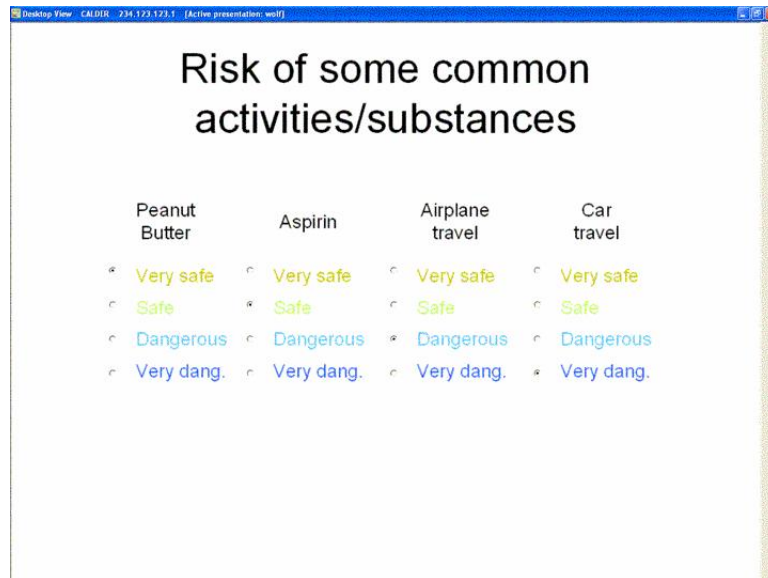 Desktop View CALDIR 234.123.123.1 [Active presentation: wolf]
Risk of some common
activities/substances
Peanut
Butter
Aspirin
Airplane
travel
Car
travel
Very safe Very safe Very safe Very safe
Safe Safe Safe Safe
Dangerous Dangerous Dangerous Dangerous
Very dang. Very dang. Very dang. Very dang.